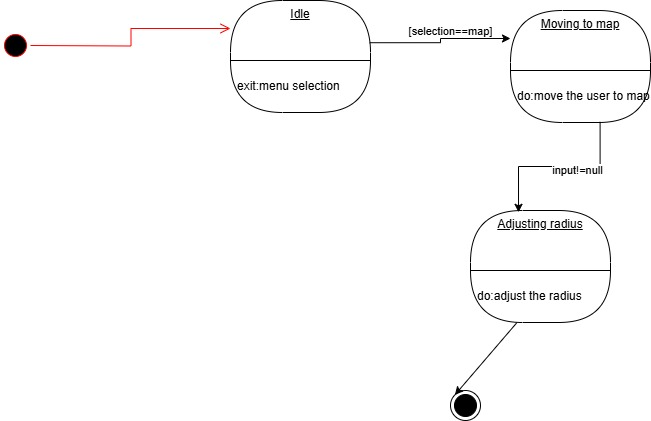 Idle
exit:menu selection
[selection==map]
Moving to map
do:move the user to map
input!=null
Adjusting radius
do:adjust the radius